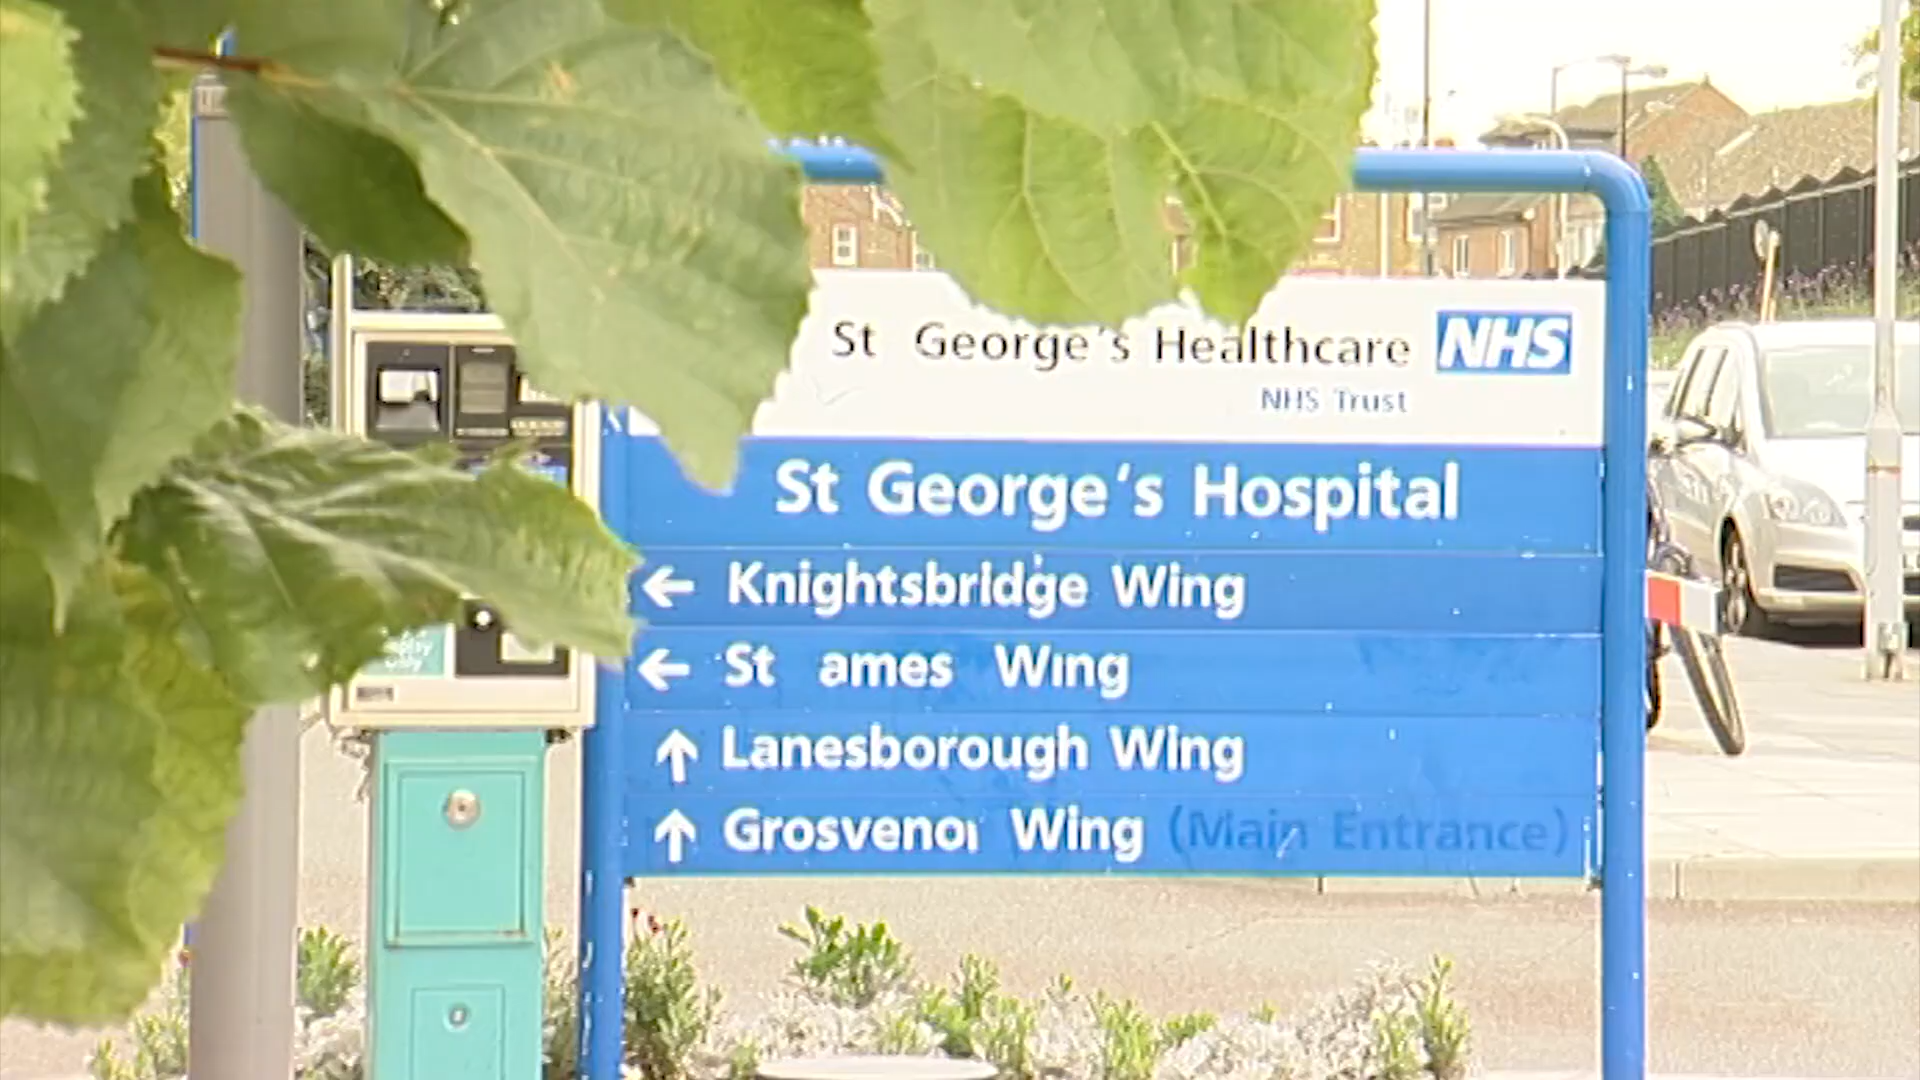 St George's Healthcare NHS
NHS Trust
St George's Hospital
← Knightsbridge Wing
← St ames Wing
↑ Lanesborough Wing
↑ Grosvenor Wing (Main Entrance)